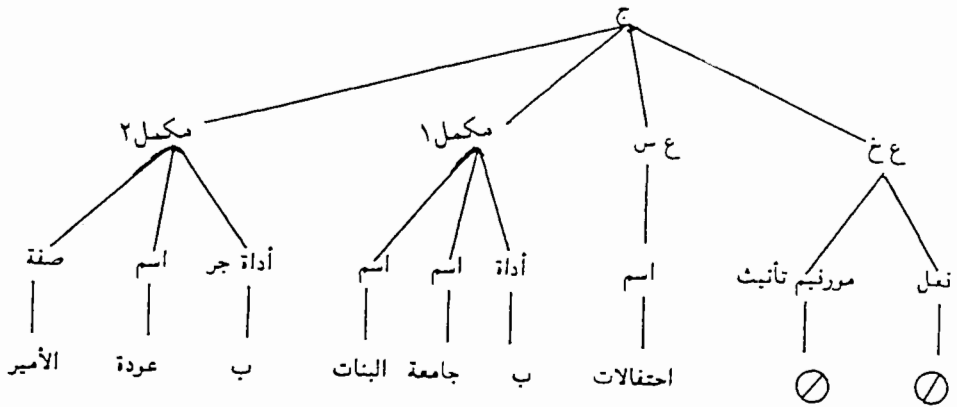 ج
ع خ ع س مكمل١ مكمل٢
فعل مورفيم تأنيث اسم أداة اسم اسم أداة جر اسم صفة
∅ ∅ احتفالات ب جامعة البنات ب عودة الأمير